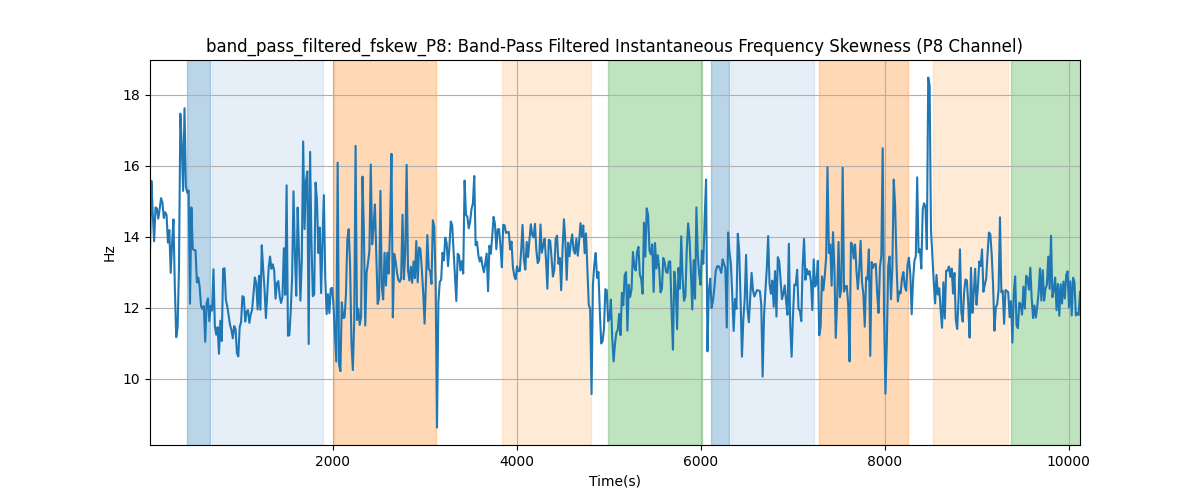 band_pass_filtered_fskew_P8: Band-Pass Filtered Instantaneous Frequency Skewness (P8 Channel)
18
16
14
12
10
Hz
2000 4000 6000 8000 10000
Time(s)